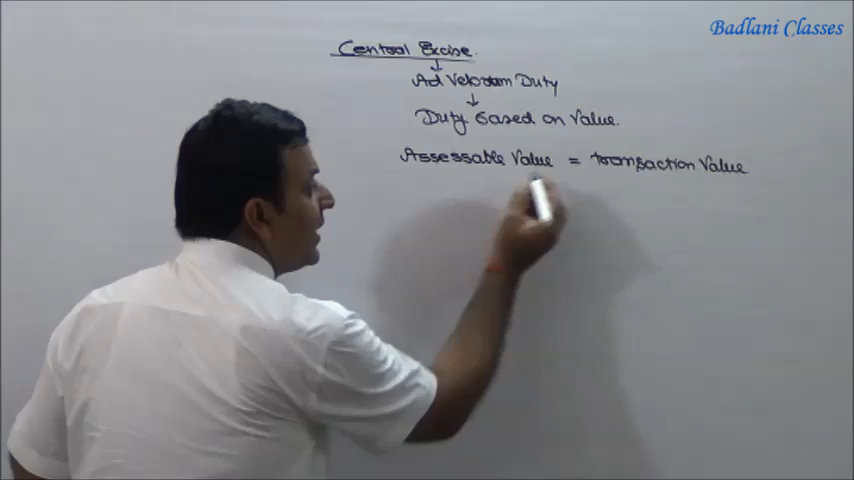 Badlani Classes
Central Excise.
Ad Velorem Duty
Duty Based on Value.
Assessable Value = transaction Value